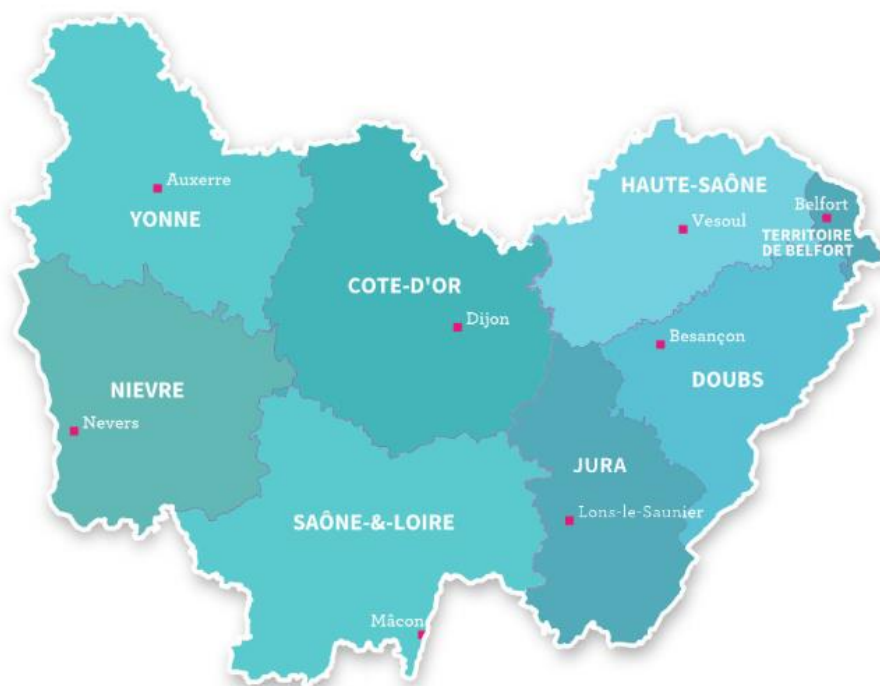 Auxerre
YONNE
HAUTE-SAÔNE
Belfort
Vesoul
TERRITOIRE
DE BELFORT
COTE-D'OR
Dijon
Besançon
DOUBS
NIEVRE
Nevers
JURA
Lons-le-Saunier
SAÔNE-&-LOIRE
Mâcon